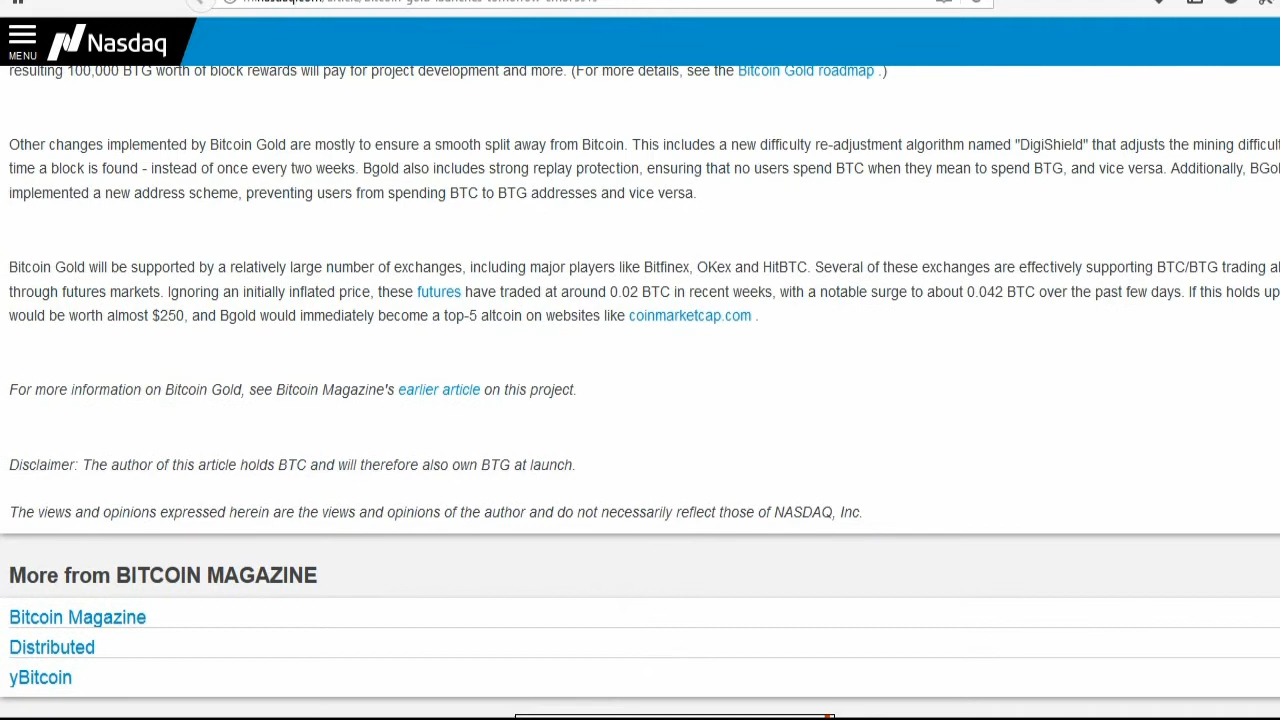 MENU Nasdaq
resulting 100,000 BTG worth of block rewards will pay for project development and more. (For more details, see the Bitcoin Gold roadmap .)
Other changes implemented by Bitcoin Gold are mostly to ensure a smooth split away from Bitcoin. This includes a new difficulty re-adjustment algorithm named "DigiShield" that adjusts the mining difficult
time a block is found - instead of once every two weeks. Bgold also includes strong replay protection, ensuring that no users spend BTC when they mean to spend BTG, and vice versa. Additionally, BGol
implemented a new address scheme, preventing users from spending BTC to BTG addresses and vice versa.
Bitcoin Gold will be supported by a relatively large number of exchanges, including major players like Bitfinex, OKex and HitBTC. Several of these exchanges are effectively supporting BTC/BTG trading al
through futures markets. Ignoring an initially inflated price, these futures have traded at around 0.02 BTC in recent weeks, with a notable surge to about 0.042 BTC over the past few days. If this holds up
would be worth almost $250, and Bgold would immediately become a top-5 altcoin on websites like coinmarketcap.com .
For more information on Bitcoin Gold, see Bitcoin Magazine's earlier article on this project.
Disclaimer: The author of this article holds BTC and will therefore also own BTG at launch.
The views and opinions expressed herein are the views and opinions of the author and do not necessarily reflect those of NASDAQ, Inc.
More from BITCOIN MAGAZINE
Bitcoin Magazine
Distributed
yBitcoin